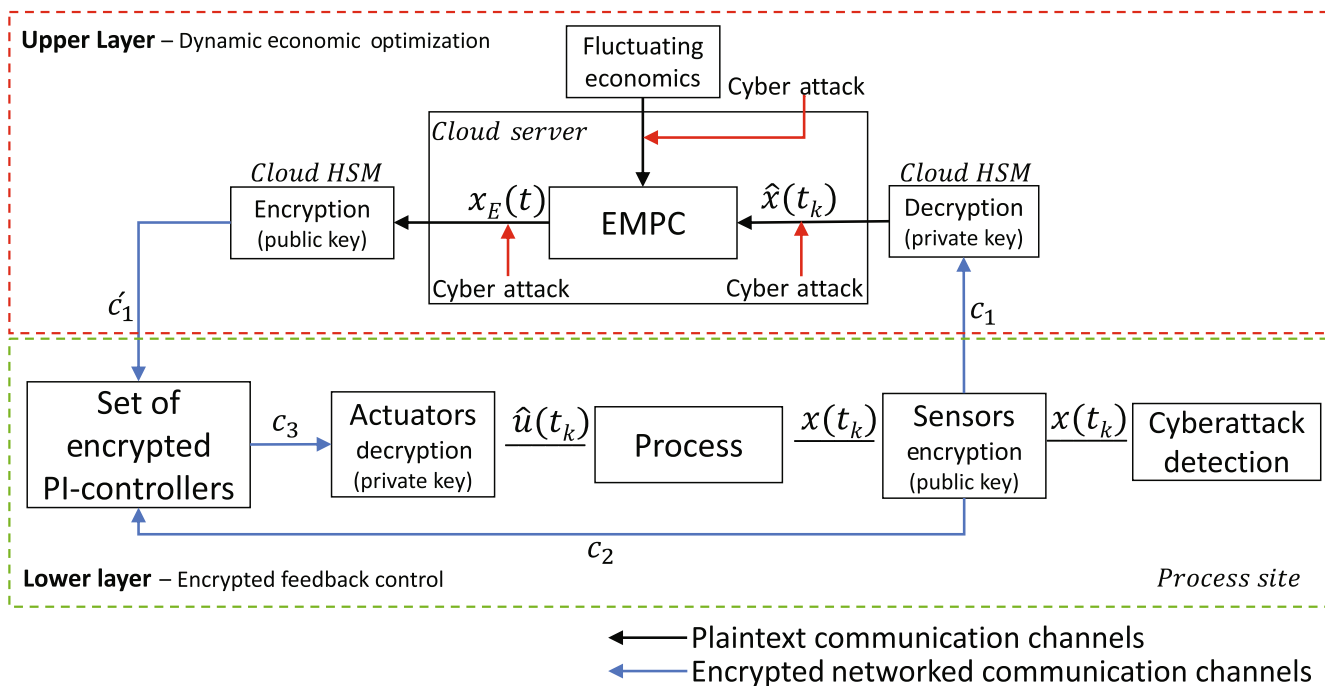 Upper Layer – Dynamic economic optimization
Fluctuating
economics
Cyber attack
Cloud server
Cloud HSM
Encryption
(public key)
x_E(t)
EMPC
x̂(t_k)
Cloud HSM
Decryption
(private key)
Cyber attack
Cyber attack
ć_1
c_1
Set of
encrypted
PI-controllers
c_3
Actuators
decryption
(private key)
û(t_k)
Process
x(t_k)
Sensors
encryption
(public key)
x(t_k)
Cyberattack
detection
c_2
Lower layer – Encrypted feedback control
Process site
Plaintext communication channels
Encrypted networked communication channels